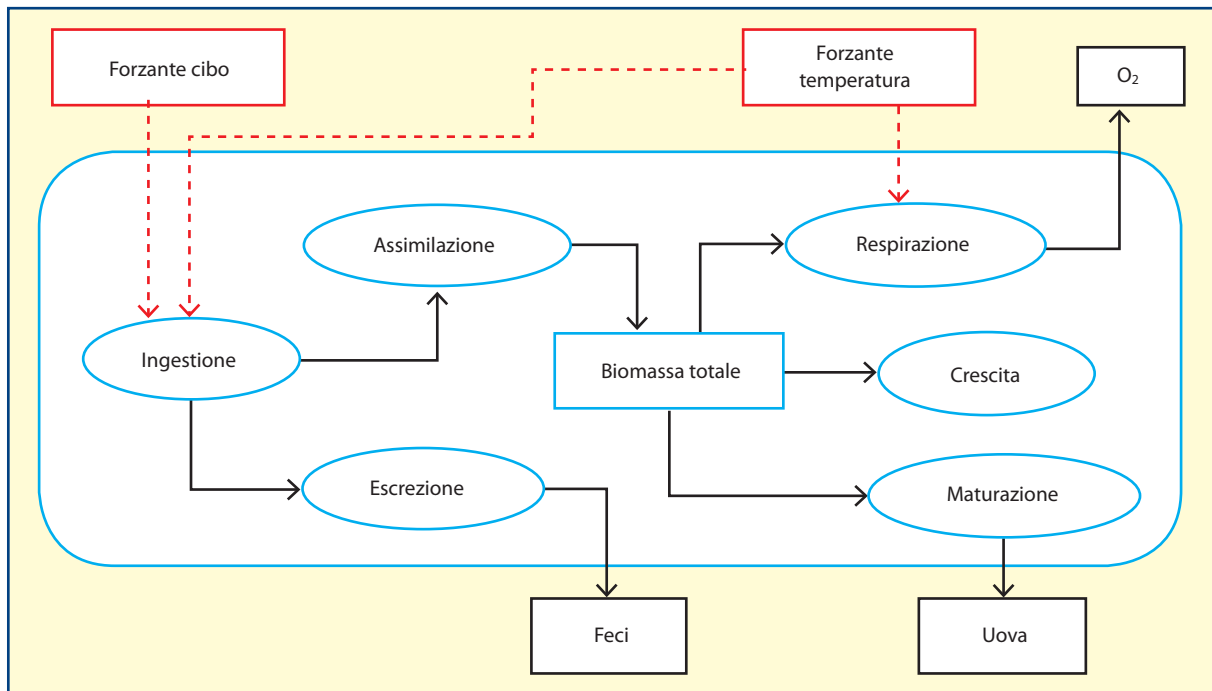 Forzante cibo
Forzante
temperatura
O₂
Assimilazione
Respirazione
Ingestione
Biomassa totale
Crescita
Escrezione
Maturazione
Feci
Uova